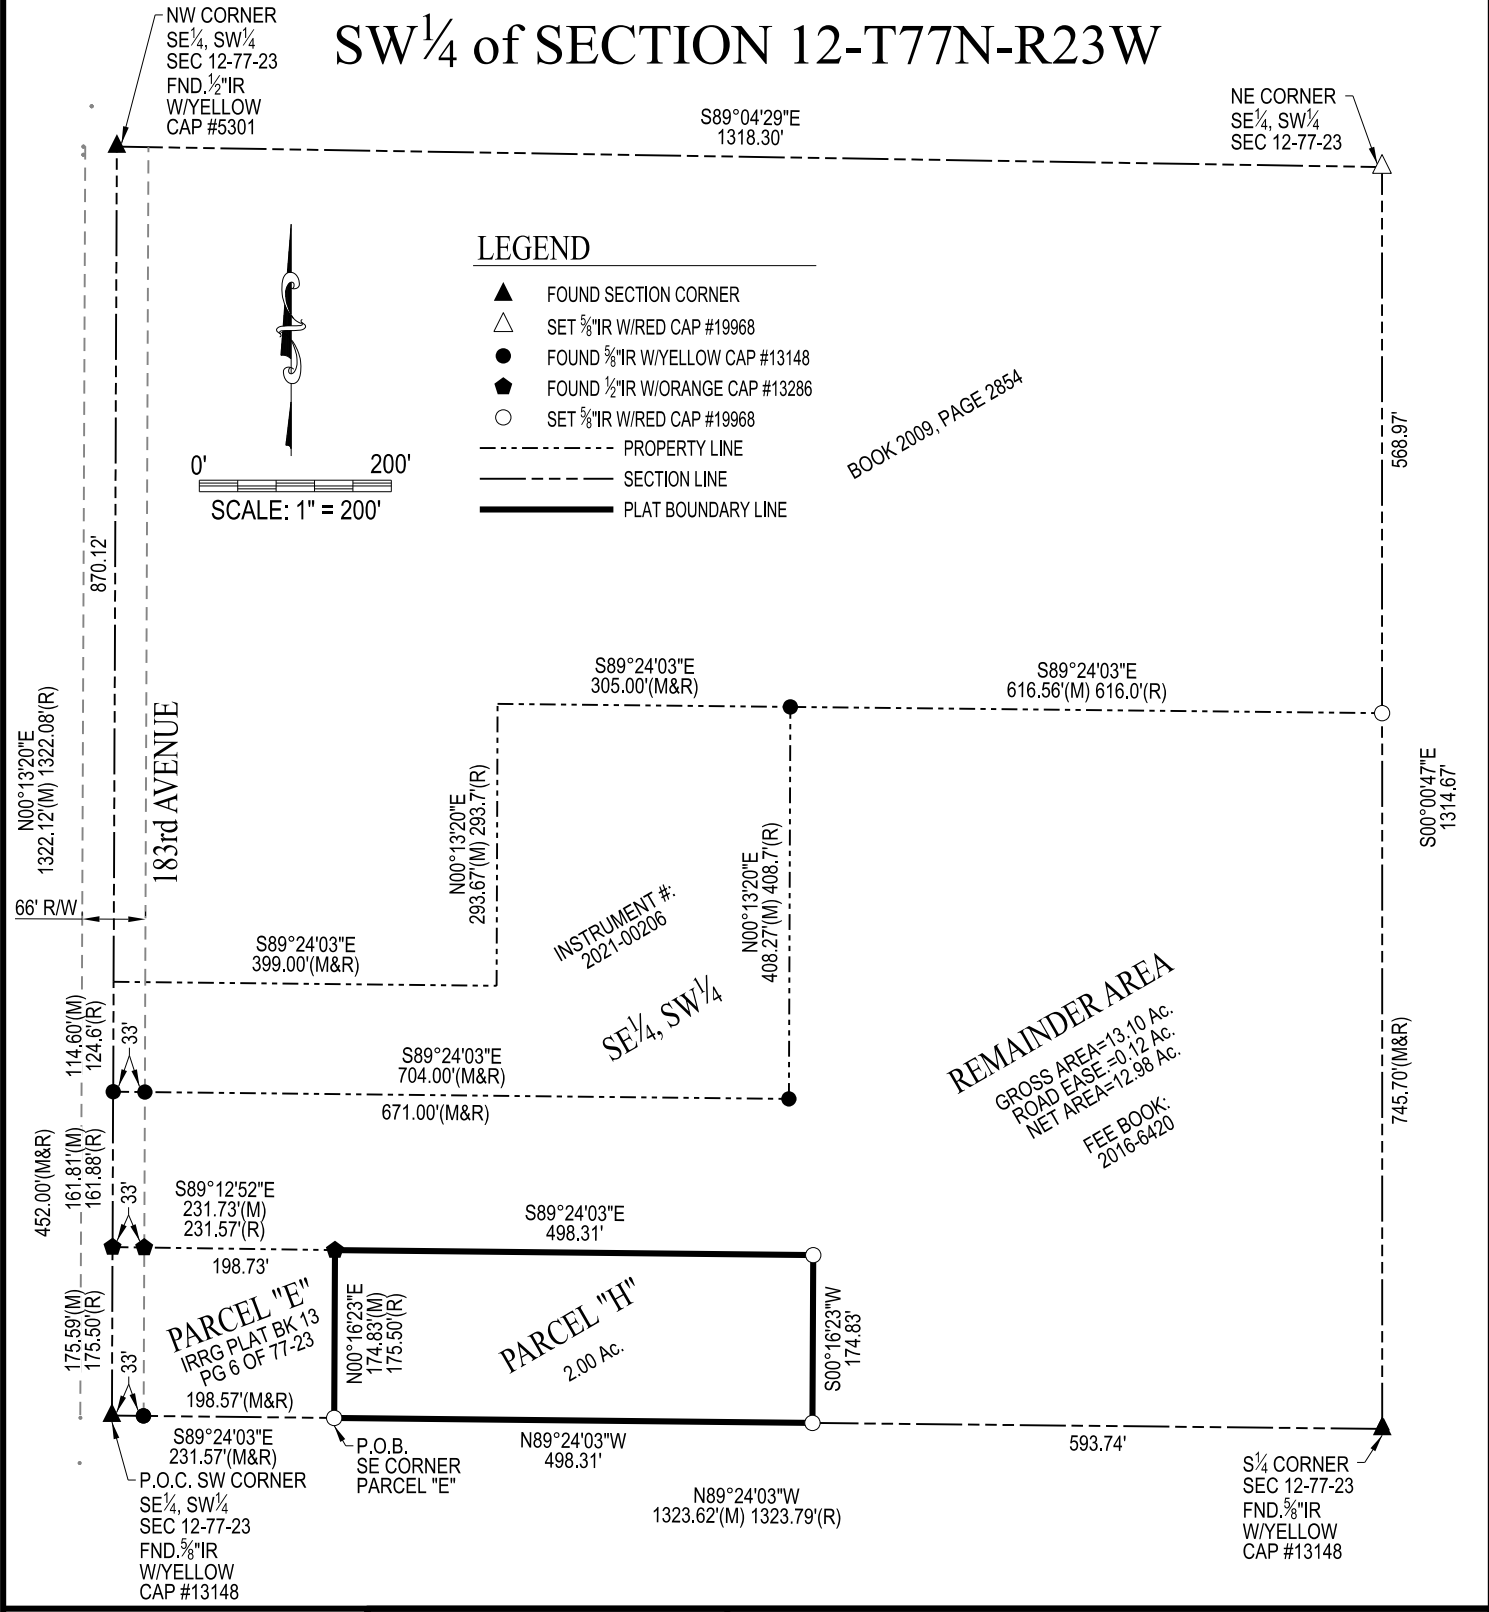 SW¼ of SECTION 12-T77N-R23W
NW CORNER
SE¼, SW¼
SEC 12-77-23
FND.½"IR
W/YELLOW
CAP #5301
S89°04'29"E
1318.30'
NE CORNER
SE¼, SW¼
SEC 12-77-23
LEGEND
FOUND SECTION CORNER
SET ⅝"IR W/RED CAP #19968
FOUND ⅝"IR W/YELLOW CAP #13148
FOUND ½"IR W/ORANGE CAP #13286
SET ⅝"IR W/RED CAP #19968
PROPERTY LINE
SECTION LINE
PLAT BOUNDARY LINE
0' 200'
SCALE: 1" = 200'
BOOK 2009, PAGE 2854
568.97'
870.12'
N00°13'20"E
1322.12'(M) 1322.08'(R)
183rd AVENUE
66' R/W
S89°24'03"E
305.00'(M&R)
S89°24'03"E
616.56'(M) 616.0'(R)
S00°00'47"E
1314.67'
N00°13'20"E
293.67'(M) 293.7'(R)
N00°13'20"E
408.27'(M) 408.7'(R)
INSTRUMENT #:
2021-00206
SE¼, SW¼
S89°24'03"E
399.00'(M&R)
114.60'(M)
124.6'(R)
33'
S89°24'03"E
704.00'(M&R)
671.00'(M&R)
REMAINDER AREA
GROSS AREA=13.10 Ac.
ROAD EASE.=0.12 Ac.
NET AREA=12.98 Ac.
FEE BOOK:
2016-6420
745.70'(M&R)
452.00'(M&R)
161.81'(M)
161.88'(R)
33'
S89°12'52"E
231.73'(M)
231.57'(R)
198.73'
S89°24'03"E
498.31'
175.59'(M)
175.50'(R)
33'
PARCEL "E"
IRRG PLAT BK 13
PG 6 OF 77-23
198.57'(M&R)
N00°16'23"E
174.83'(M)
175.50'(R)
PARCEL "H"
2.00 Ac.
S00°16'23"W
174.83'
S89°24'03"E
231.57'(M&R)
P.O.C. SW CORNER
SE¼, SW¼
SEC 12-77-23
FND.⅝"IR
W/YELLOW
CAP #13148
P.O.B.
SE CORNER
PARCEL "E"
N89°24'03"W
498.31'
593.74'
N89°24'03"W
1323.62'(M) 1323.79'(R)
S¼ CORNER
SEC 12-77-23
FND.⅝"IR
W/YELLOW
CAP #13148